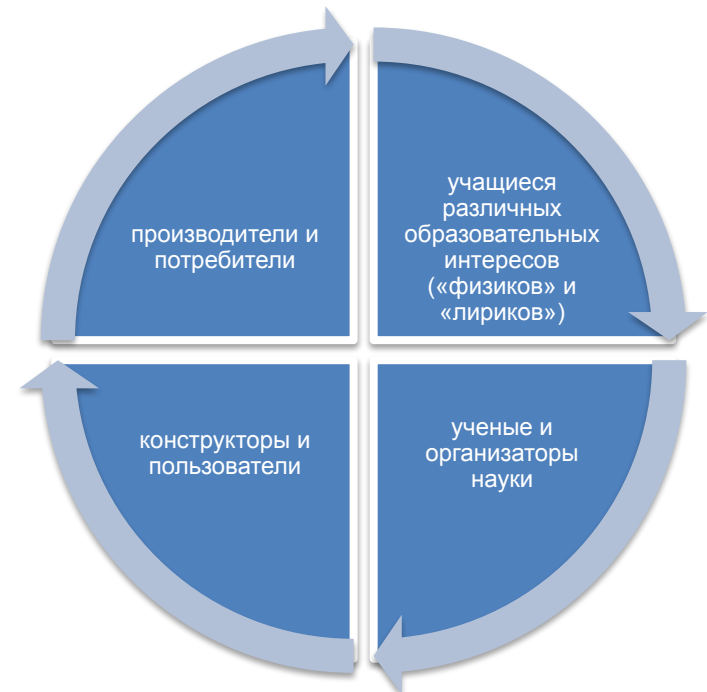 производители и
потребители
учащиеся
различных
образовательных
интересов
(«физиков» и
«лириков»)
конструкторы и
пользователи
ученые и
организаторы
науки